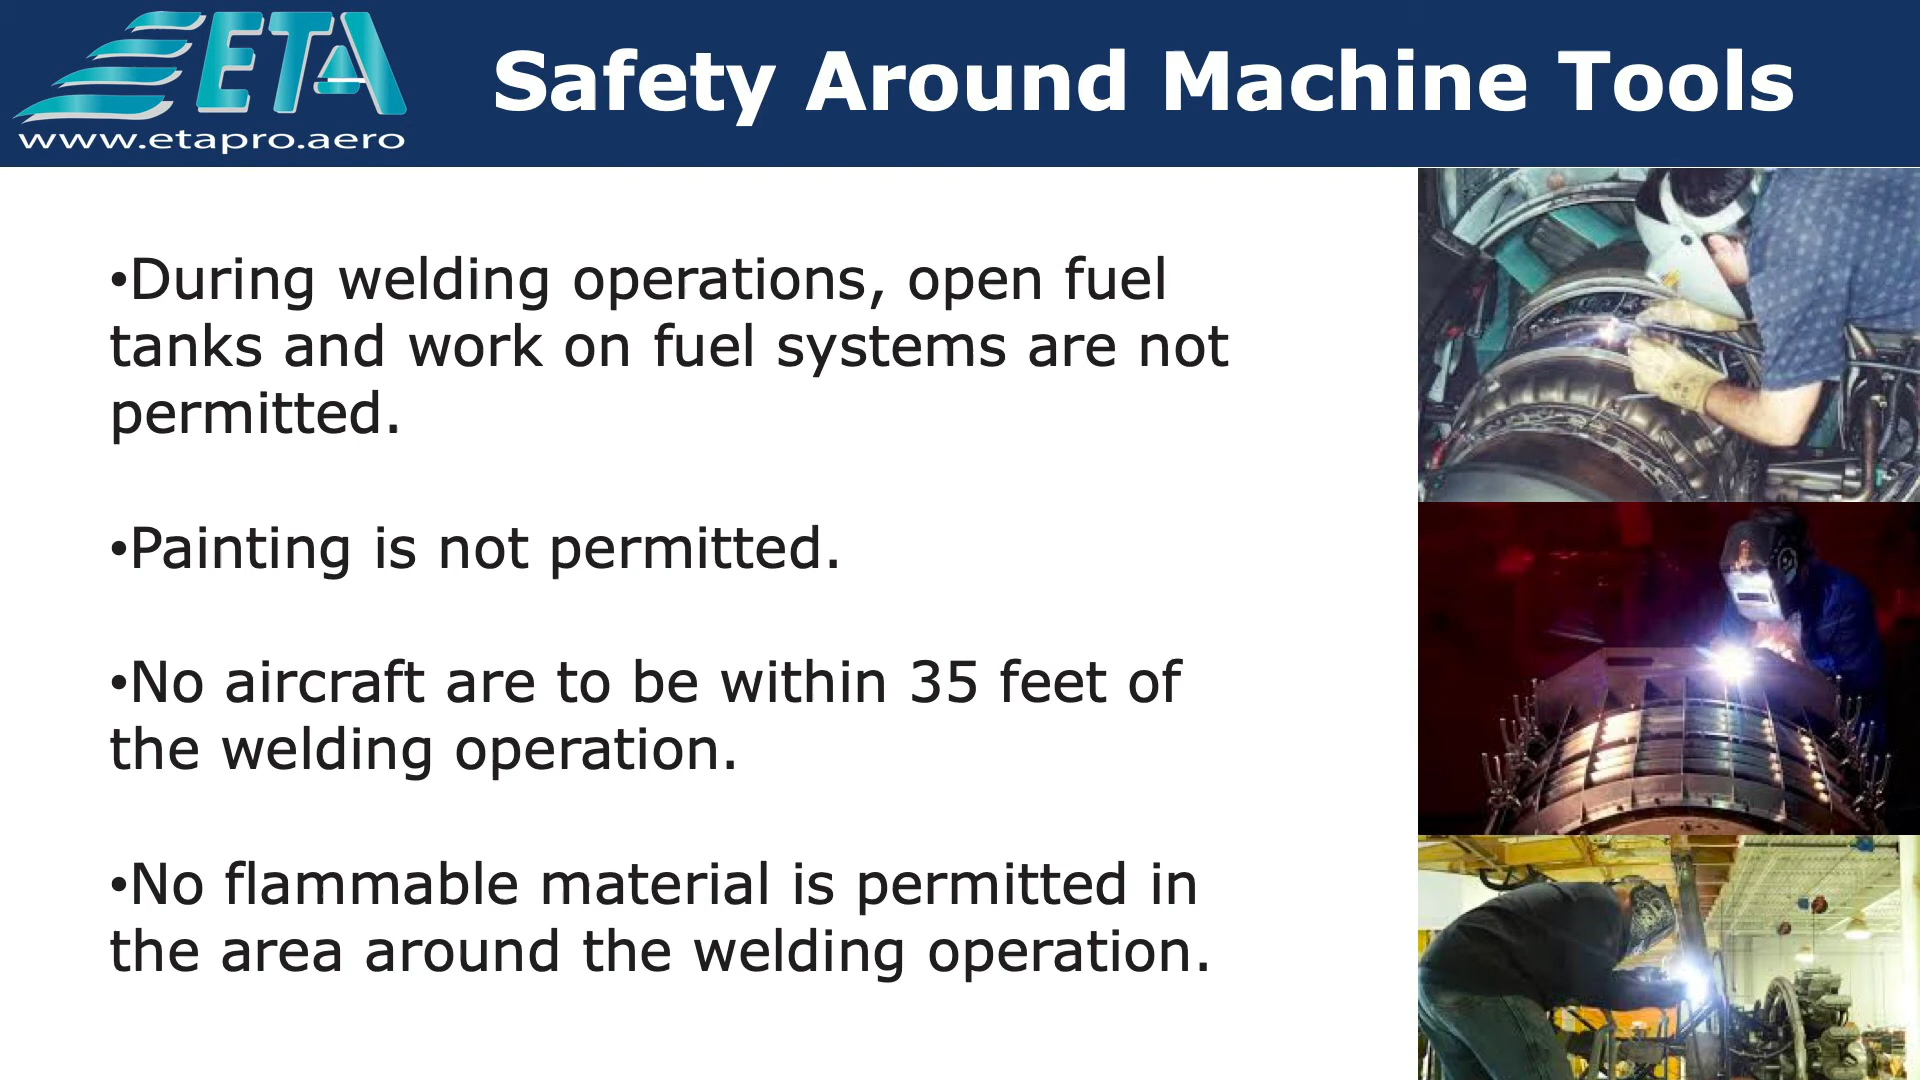 ETA
www.etapro.aero
Safety Around Machine Tools
•During welding operations, open fuel
tanks and work on fuel systems are not
permitted.
•Painting is not permitted.
•No aircraft are to be within 35 feet of
the welding operation.
•No flammable material is permitted in
the area around the welding operation.